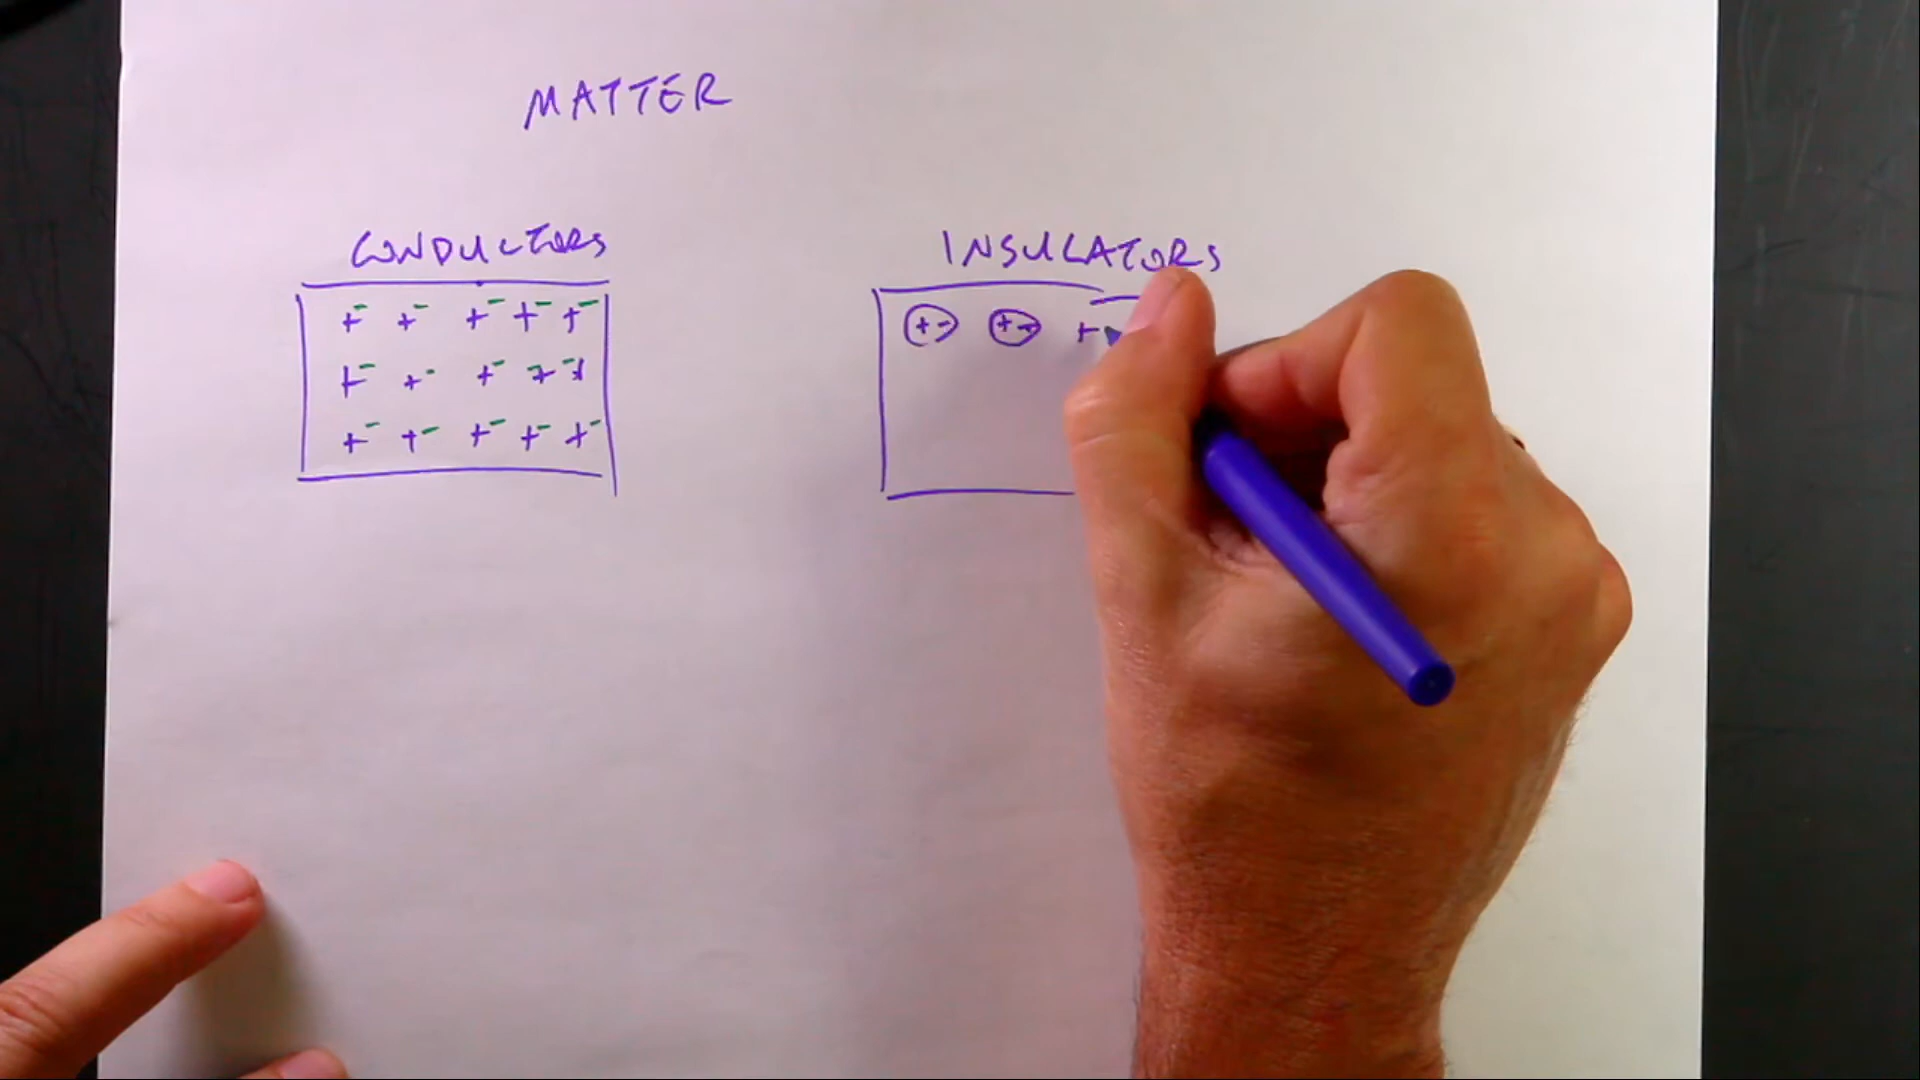 MATTER
CONDUCTORS
INSULATORS
+- +- +- +- +-
+- +- +- +- +-
+- +- +- +- +-
+- +- +